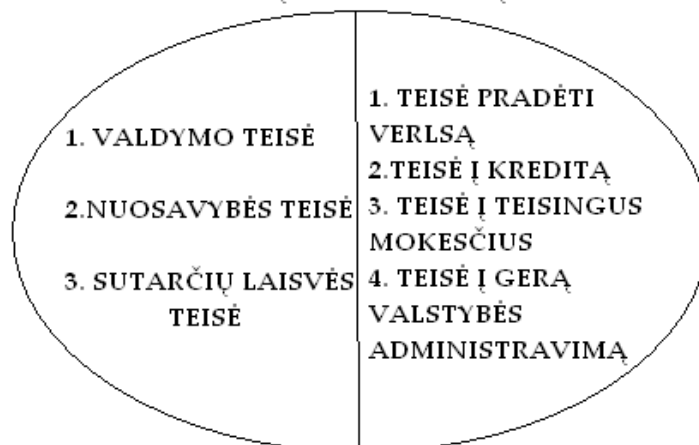 1. VALDYMO TEISĖ
2.NUOSAVYBĖS TEISĖ
3. SUTARČIŲ LAISVĖS
TEISĖ
1. TEISĖ PRADĖTI
VERLSĄ
2.TEISĖ Į KREDITĄ
3. TEISĖ Į TEISINGUS
MOKESČIUS
4. TEISĖ Į GERĄ
VALSTYBĖS
ADMINISTRAVIMĄ